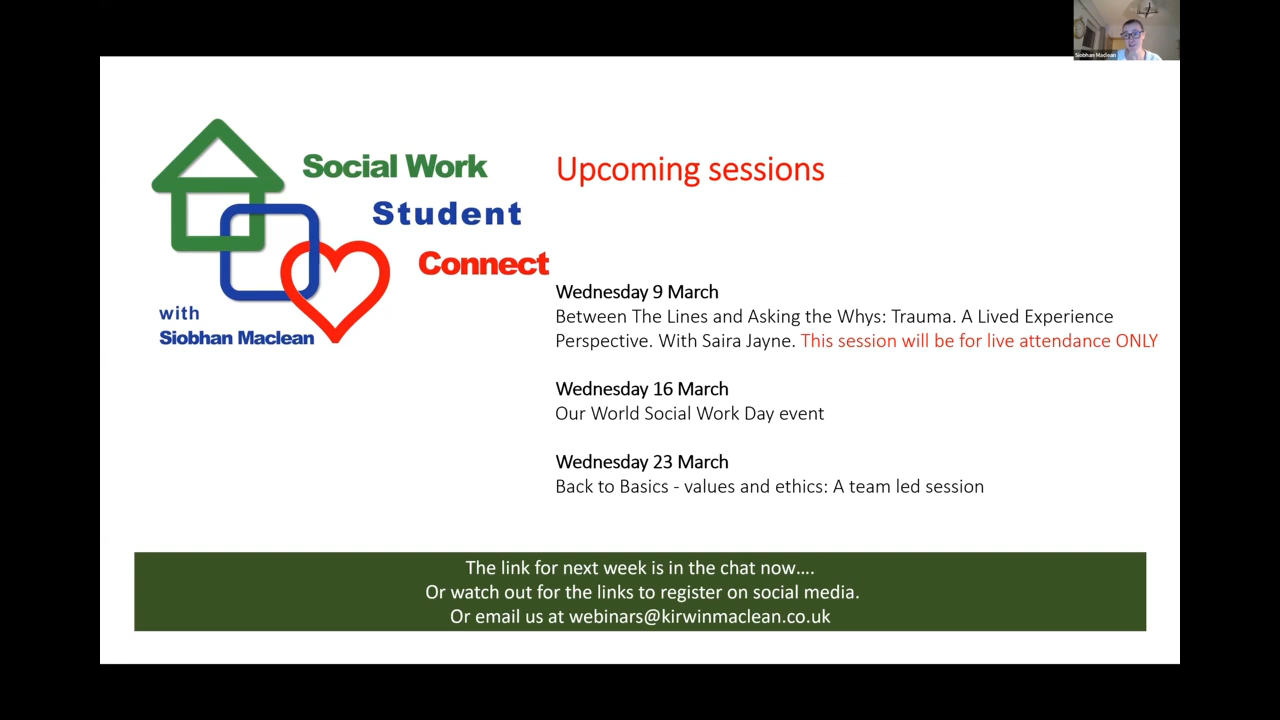 Siobhan Maclean
Social Work
Student
Connect
with
Siobhan Maclean
Upcoming sessions
Wednesday 9 March
Between The Lines and Asking the Whys: Trauma. A Lived Experience
Perspective. With Saira Jayne. This session will be for live attendance ONLY
Wednesday 16 March
Our World Social Work Day event
Wednesday 23 March
Back to Basics - values and ethics: A team led session
The link for next week is in the chat now….
Or watch out for the links to register on social media.
Or email us at webinars@kirwinmaclean.co.uk